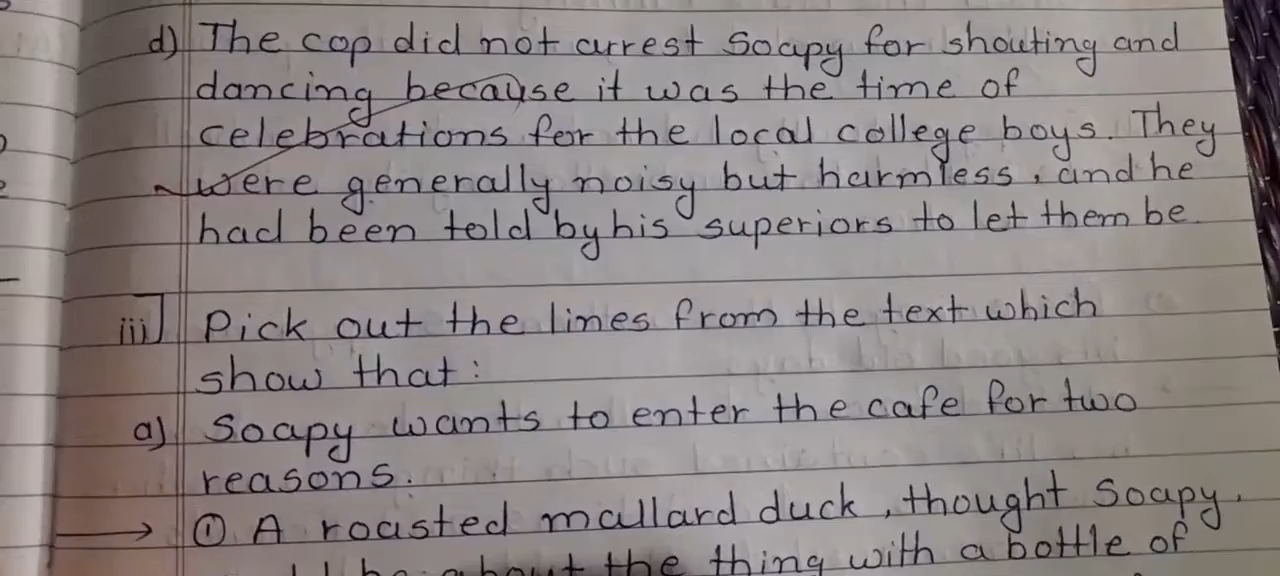 d) The cop did not arrest Soapy for shouting and
dancing because it was the time of
celebrations for the local college boys. They
were generally noisy but harmless, and he
had been told by his superiors to let them be.
iii] Pick out the lines from the text which
show that:
a) Soapy wants to enter the cafe for two
reasons.
→ ① A roasted mallard duck, thought Soapy,
about the thing with a bottle of